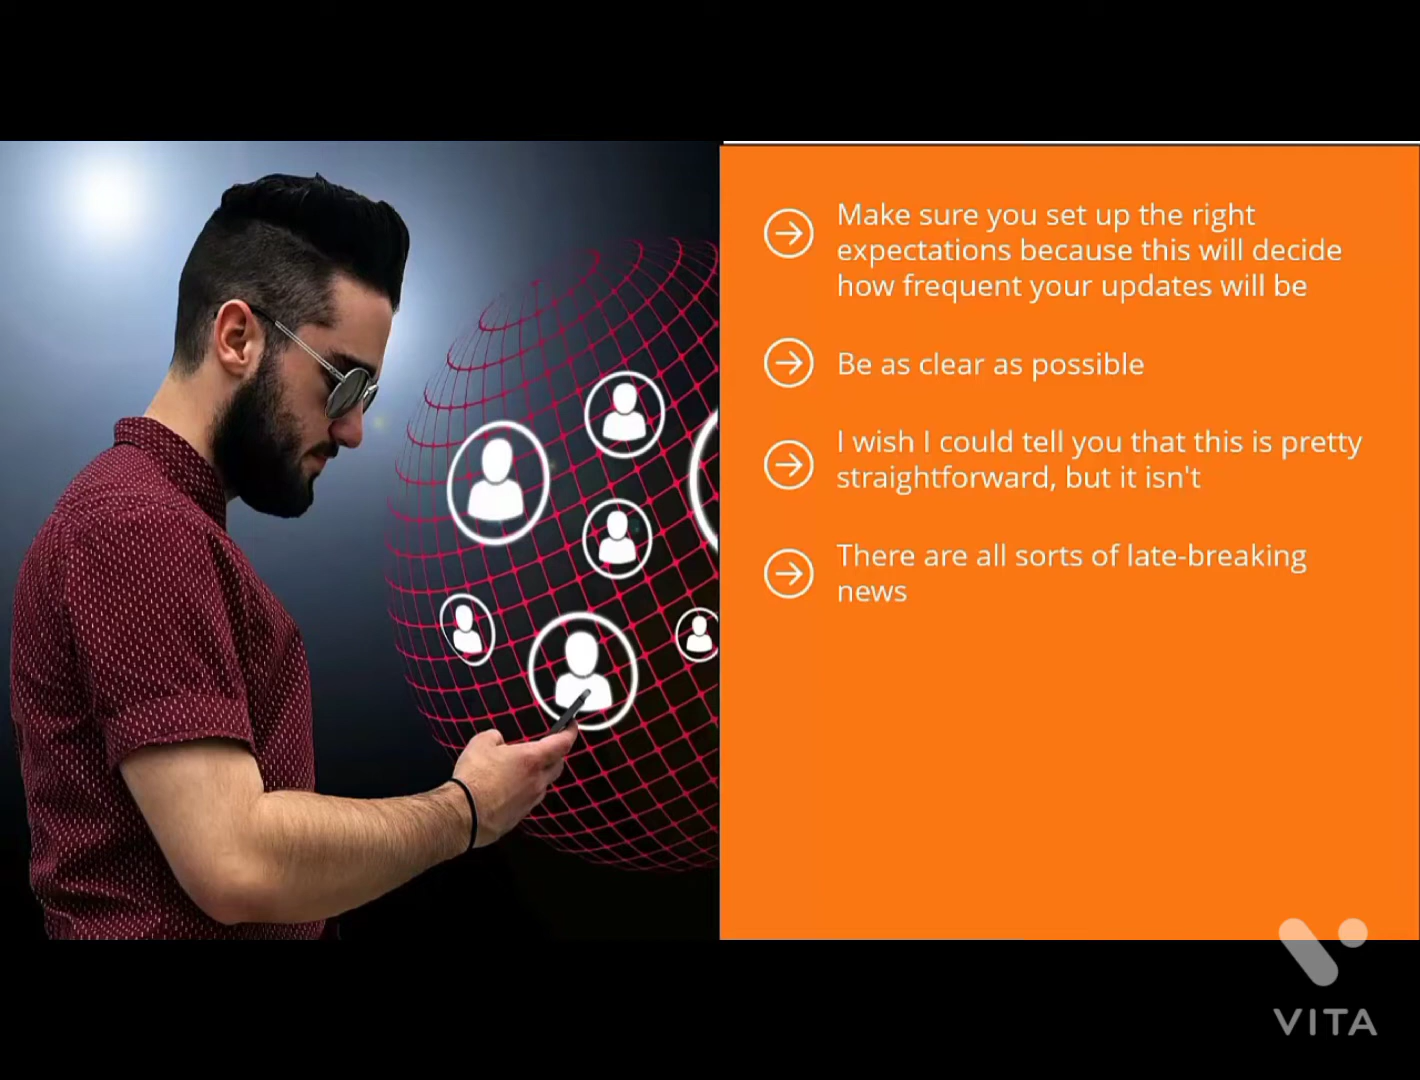 Make sure you set up the right
expectations because this will decide
how frequent your updates will be
Be as clear as possible
I wish I could tell you that this is pretty
straightforward, but it isn't
There are all sorts of late-breaking
news
VITA